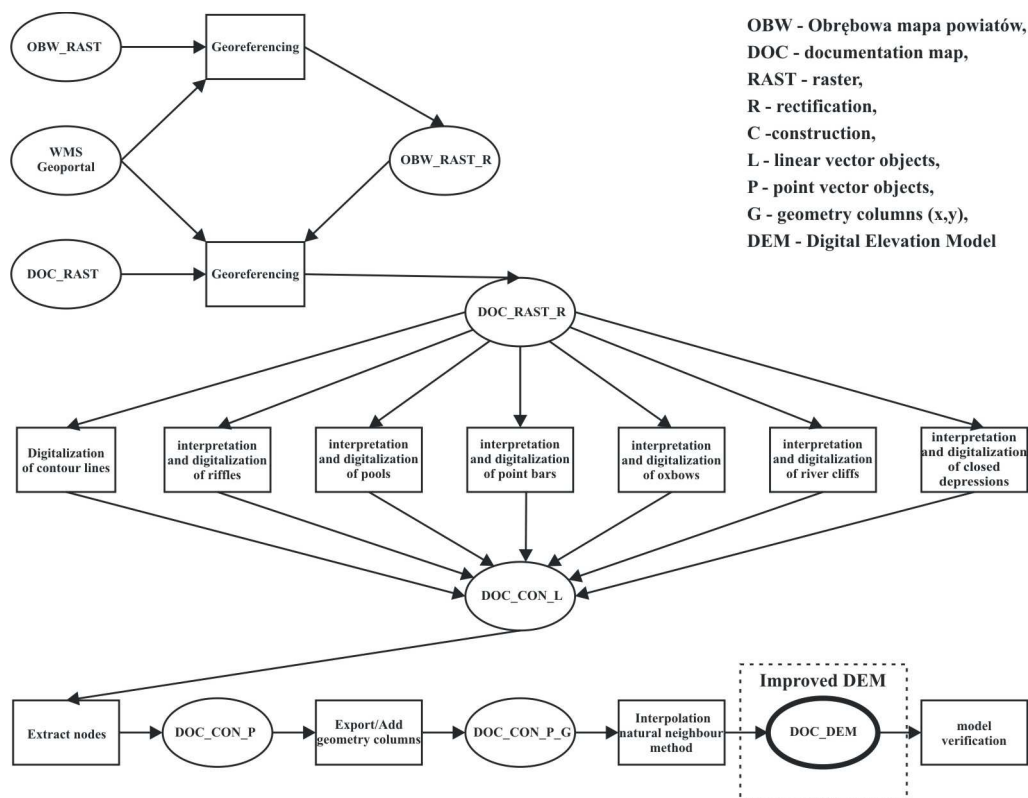 OBW_RAST
Georeferencing
WMS
Geoportal
OBW_RAST_R
DOC_RAST
Georeferencing
DOC_RAST_R
OBW - Obrębowa mapa powiatów,
DOC - documentation map,
RAST - raster,
R - rectification,
C -construction,
L - linear vector objects,
P - point vector objects,
G - geometry columns (x,y),
DEM - Digital Elevation Model
Digitalization
of contour lines
interpretation
and digitalization
of riffles
interpretation
and digitalization
of pools
interpretation
and digitalization
of point bars
interpretation
and digitalization
of oxbows
interpretation
and digitalization
of river cliffs
interpretation
and digitalization
of closed
depressions
DOC_CON_L
Extract nodes
DOC_CON_P
Export/Add
geometry columns
DOC_CON_P_G
Interpolation
natural neighbour
method
Improved DEM
DOC_DEM
model
verification